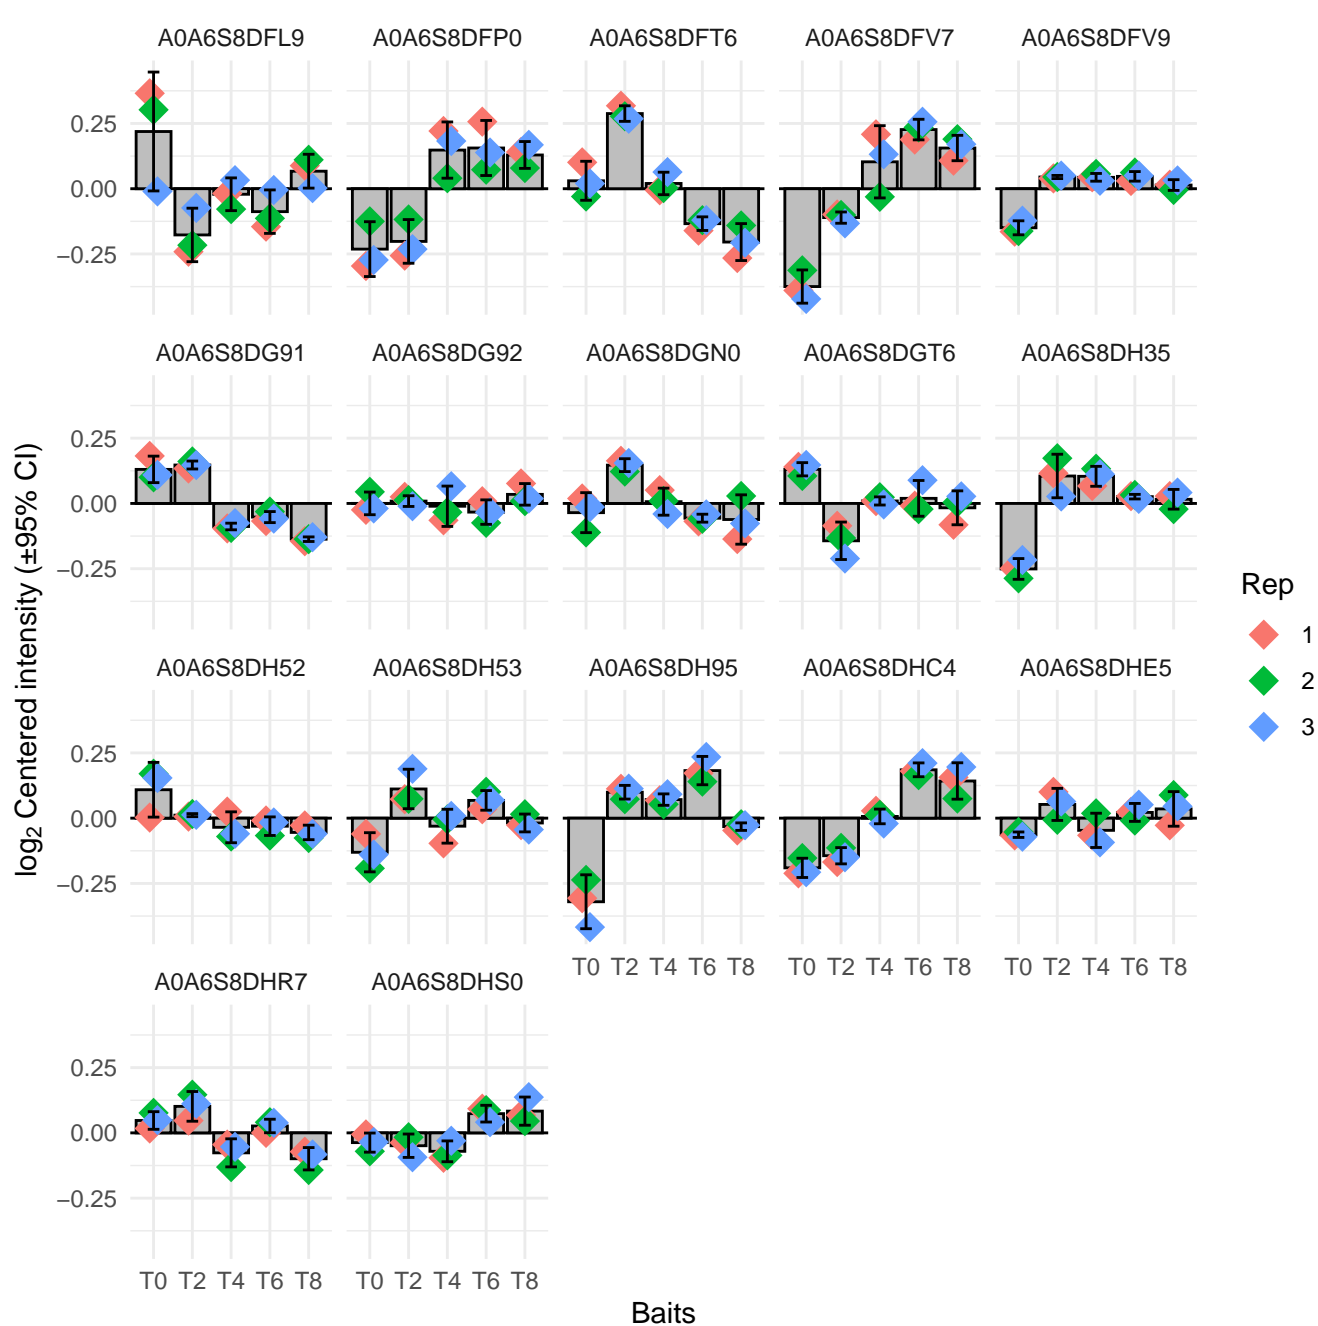 A0A6S8DFL9 A0A6S8DFP0 A0A6S8DFT6 A0A6S8DFV7 A0A6S8DFV9
0.25
0.00
−0.25
A0A6S8DG91 A0A6S8DG92 A0A6S8DGN0 A0A6S8DGT6 A0A6S8DH35
0.25
0.00
−0.25
A0A6S8DH52 A0A6S8DH53 A0A6S8DH95 A0A6S8DHC4 A0A6S8DHE5
0.25
0.00
−0.25
T0 T2 T4 T6 T8 T0 T2 T4 T6 T8 T0 T2 T4 T6 T8
A0A6S8DHR7 A0A6S8DHS0
0.25
0.00
−0.25
T0 T2 T4 T6 T8 T0 T2 T4 T6 T8
Baits
log₂ Centered intensity (±95% CI)
Rep
1
2
3